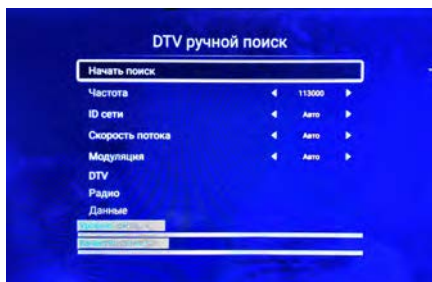 DTV ручной поиск
Начать поиск
Частота 113000
ID сети Авто
Скорость потока Авто
Модуляция Авто
DTV
Радио
Данные